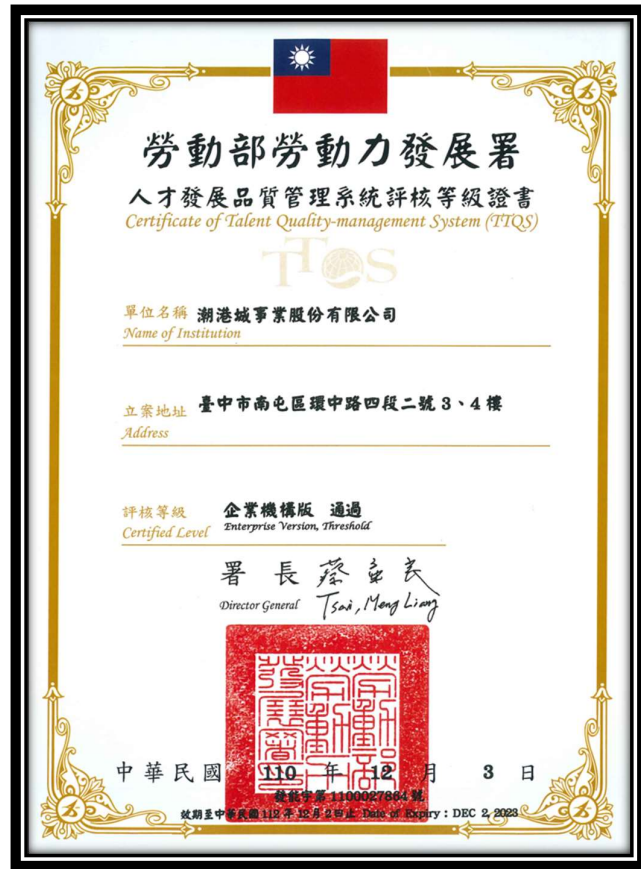 勞動部勞動力發展署
人才發展品質管理系統評核等級證書
Certificate of Talent Quality-management System (TTQS)
TTQS
單位名稱 潮港城事業股份有限公司
Name of Institution
立案地址 臺中市南屯區環中路四段二號3、4樓
Address
評核等級 企業機構版 通過
Certified Level Enterprise Version, Threshold
署長 蔡孟良
Director General Tsai, Meng Liang
中華民國 110 年 12 月 3 日
發能字第1100027884號
效期至中華民國112年12月2日止 Date of Expiry : DEC 2, 2023